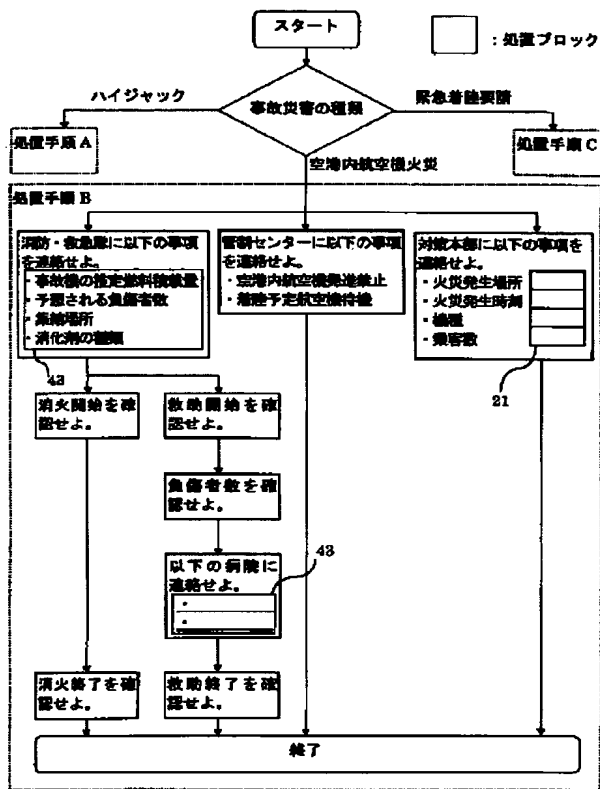 スタート
：処置ブロック
ハイジャック
事故災害の種類
緊急着陸要請
処置手順A
処置手順C
空港内航空機火災
処置手順B
消防・救急隊に以下の事項
を連絡せよ。
・事故機の推定燃料積載量
・予想される負傷者数
・集結場所
・消化剤の種類
管制センターに以下の事項
を連絡せよ。
・空港内航空機発進禁止
・着陸予定航空機待機
対策本部に以下の事項を
連絡せよ。
・火災発生場所
・火災発生時刻
・機種
・乗客数
42
21
消火開始を確
認せよ。
救助開始を確
認せよ。
負傷者数を確
認せよ。
以下の病院に
連絡せよ。
・
・
43
消火終了を確
認せよ。
救助終了を確
認せよ。
終了